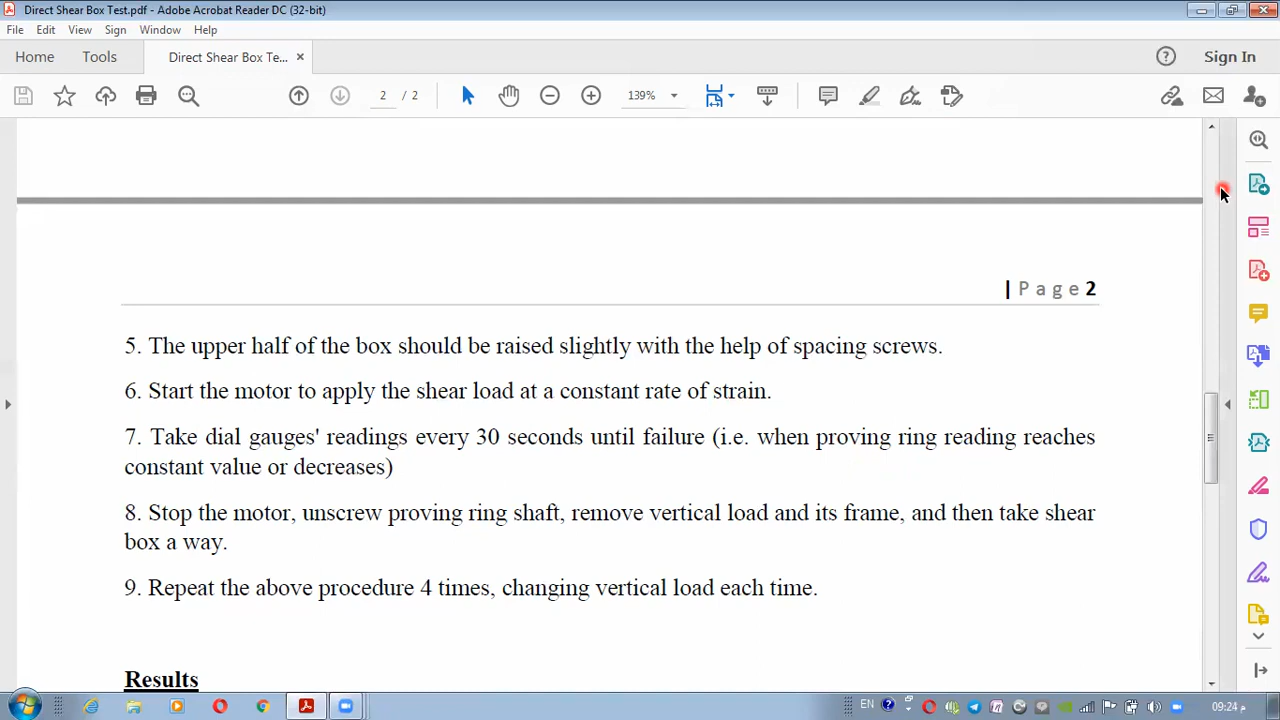 Direct Shear Box Test.pdf - Adobe Acrobat Reader DC (32-bit)
File Edit View Sign Window Help
Home Tools Direct Shear Box Te... × ? Sign In
2 / 2 139%
| Page 2
5. The upper half of the box should be raised slightly with the help of spacing screws.
6. Start the motor to apply the shear load at a constant rate of strain.
7. Take dial gauges' readings every 30 seconds until failure (i.e. when proving ring reading reaches
constant value or decreases)
8. Stop the motor, unscrew proving ring shaft, remove vertical load and its frame, and then take shear
box a way.
9. Repeat the above procedure 4 times, changing vertical load each time.
Results
EN 09:24 م